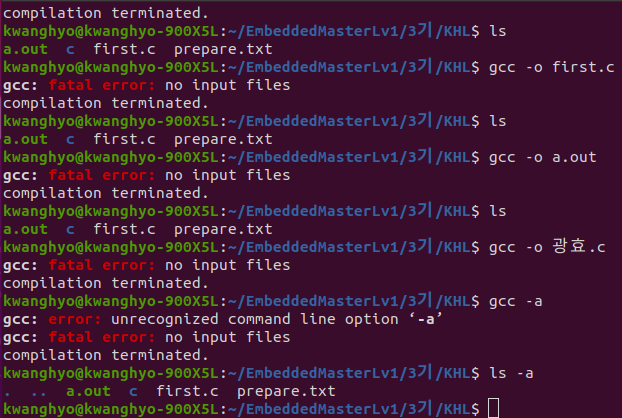 compilation terminated.
kwanghyo@kwanghyo-900X5L:~/EmbeddedMasterLv1/3기/KHL$ ls
a.out  c  first.c  prepare.txt
kwanghyo@kwanghyo-900X5L:~/EmbeddedMasterLv1/3기/KHL$ gcc -o first.c
gcc: fatal error: no input files
compilation terminated.
kwanghyo@kwanghyo-900X5L:~/EmbeddedMasterLv1/3기/KHL$ ls
a.out  c  first.c  prepare.txt
kwanghyo@kwanghyo-900X5L:~/EmbeddedMasterLv1/3기/KHL$ gcc -o a.out
gcc: fatal error: no input files
compilation terminated.
kwanghyo@kwanghyo-900X5L:~/EmbeddedMasterLv1/3기/KHL$ ls
a.out  c  first.c  prepare.txt
kwanghyo@kwanghyo-900X5L:~/EmbeddedMasterLv1/3기/KHL$ gcc -o 광효.c
gcc: fatal error: no input files
compilation terminated.
kwanghyo@kwanghyo-900X5L:~/EmbeddedMasterLv1/3기/KHL$ gcc -a
gcc: error: unrecognized command line option ‘-a’
gcc: fatal error: no input files
compilation terminated.
kwanghyo@kwanghyo-900X5L:~/EmbeddedMasterLv1/3기/KHL$ ls -a
.  ..  a.out  c  first.c  prepare.txt
kwanghyo@kwanghyo-900X5L:~/EmbeddedMasterLv1/3기/KHL$